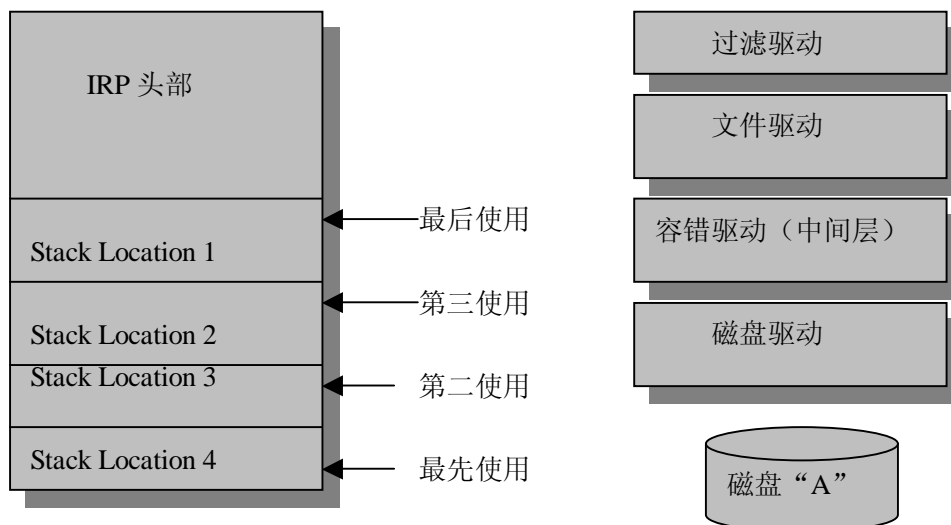 IRP 头部
Stack Location 1
Stack Location 2
Stack Location 3
Stack Location 4
最后使用
第三使用
第二使用
最先使用
过滤驱动
文件驱动
容错驱动（中间层）
磁盘驱动
磁盘“A”